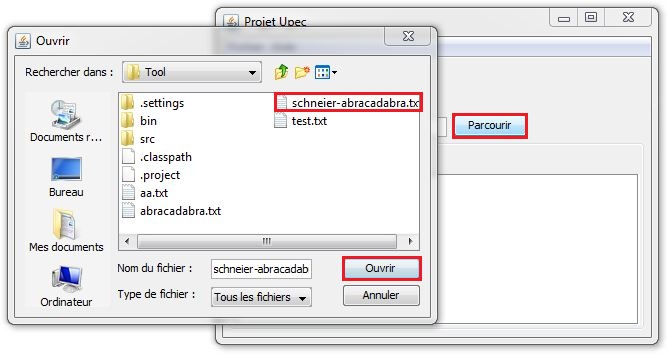 Projet Upec
Ouvrir
Rechercher dans :
Tool
Documents r...
Bureau
Mes documents
Ordinateur
.settings
bin
src
.classpath
.project
aa.txt
abracadabra.txt
schneier-abracadabra.txt
test.txt
Nom du fichier :
schneier-abracadab
Ouvrir
Type de fichier :
Tous les fichiers
Annuler
Parcourir